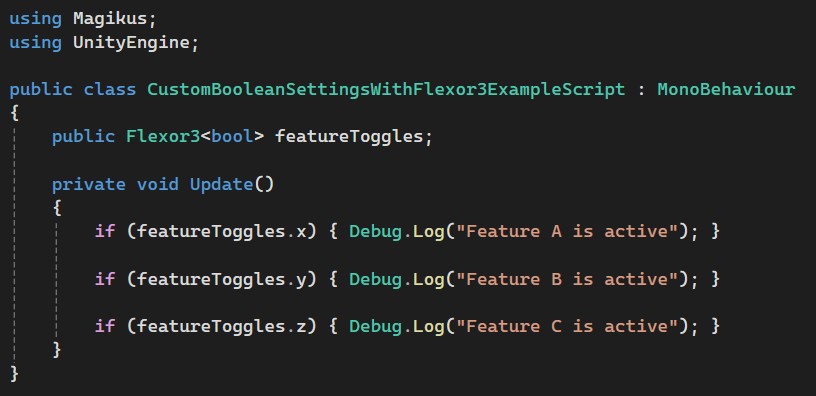 using Magikus;
using UnityEngine;
public class CustomBooleanSettingsWithFlexor3ExampleScript : MonoBehaviour
{
public Flexor3<bool> featureToggles;
private void Update()
{
if (featureToggles.x) { Debug.Log("Feature A is active"); }
if (featureToggles.y) { Debug.Log("Feature B is active"); }
if (featureToggles.z) { Debug.Log("Feature C is active"); }
}
}